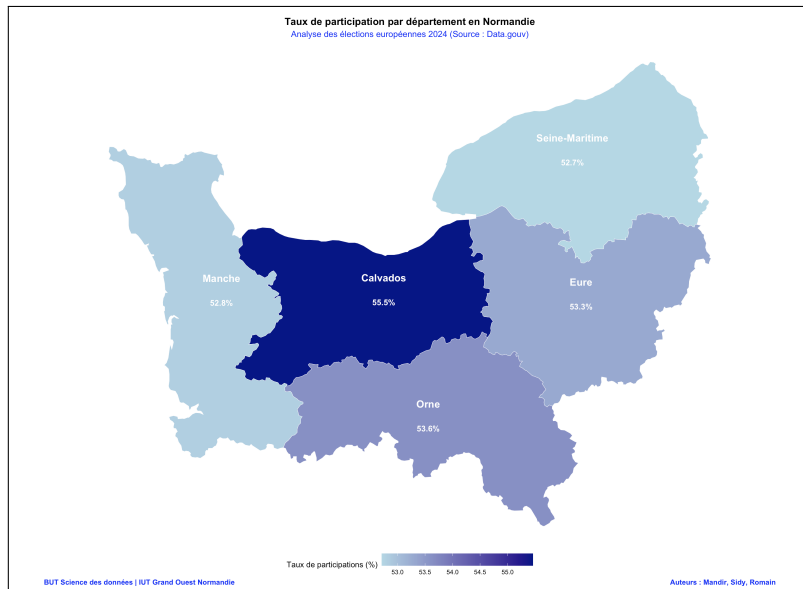 Taux de participation par département en Normandie
Analyse des élections européennes 2024 (Source : Data.gouv)
Seine-Maritime
52.7%
Manche
52.8%
Calvados
55.5%
Eure
53.3%
Orne
53.6%
Taux de participations (%)
53.0 53.5 54.0 54.5 55.0
BUT Science des données | IUT Grand Ouest Normandie
Auteurs : Mandir, Sidy, Romain